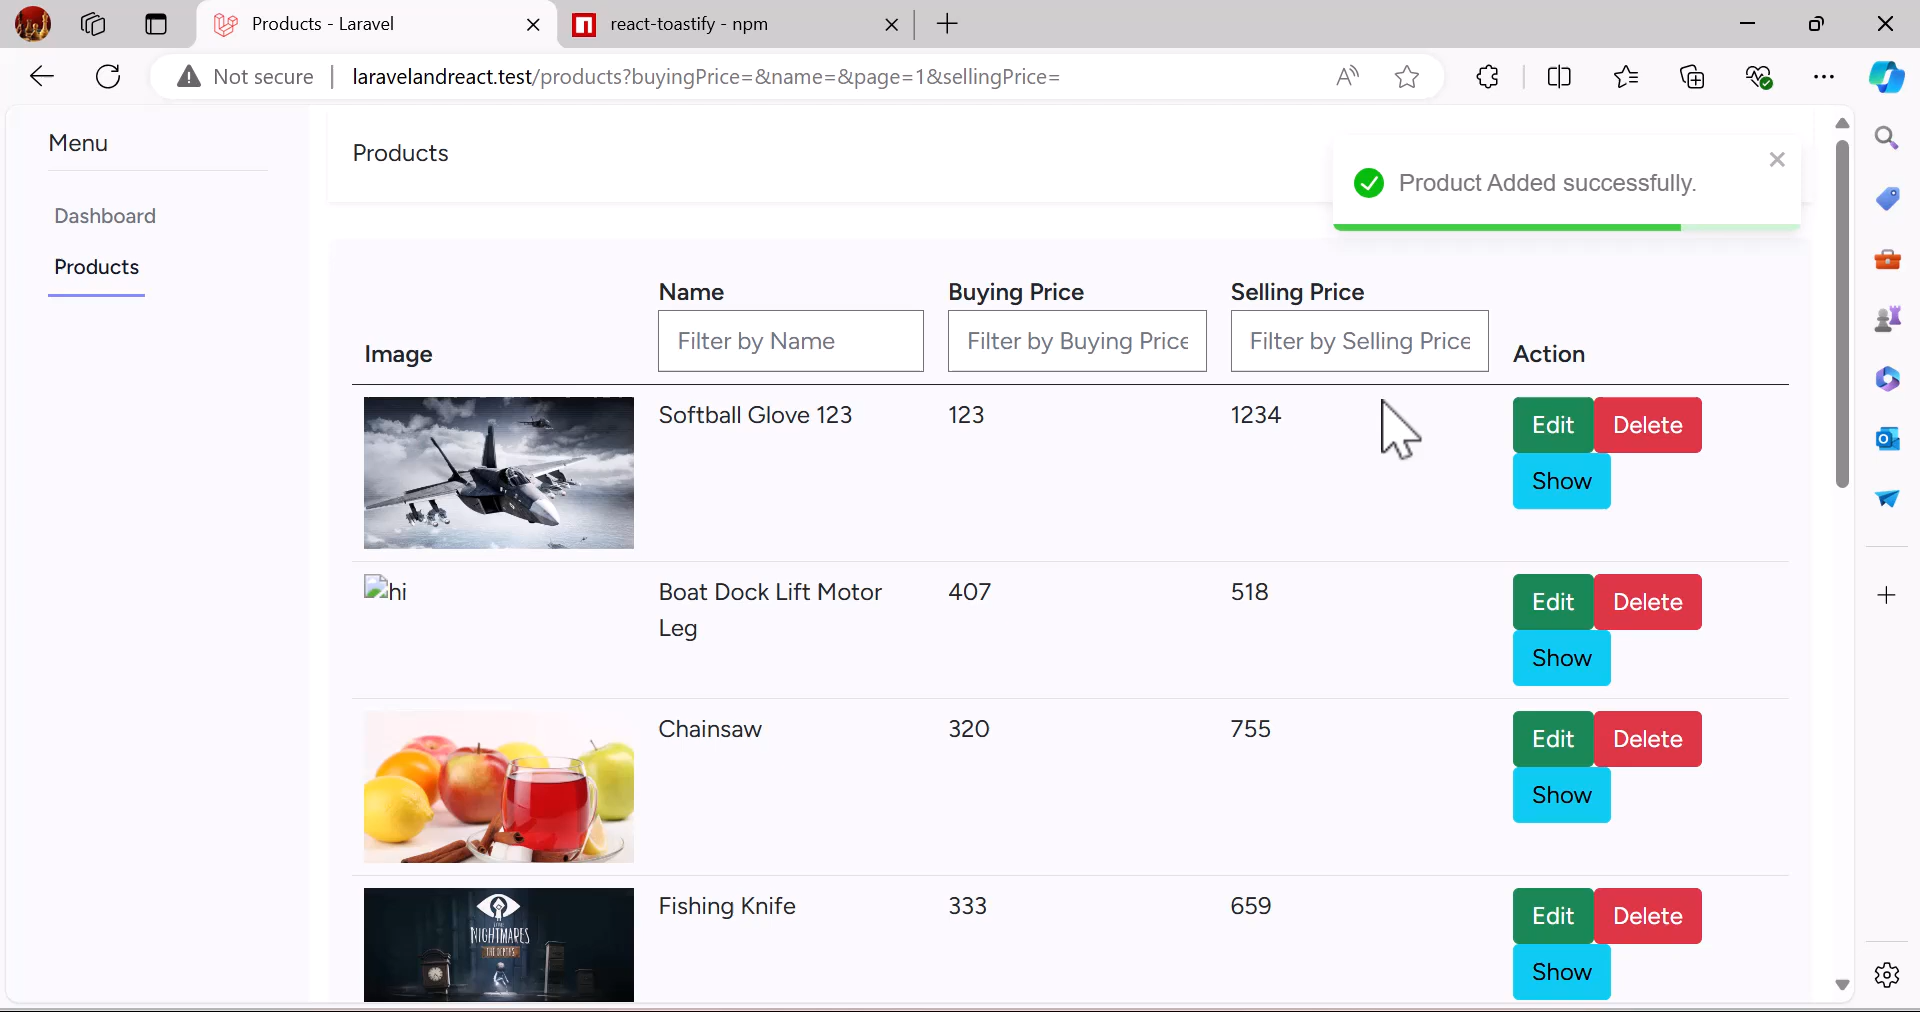 Products - Laravel
react-toastify - npm
Not secure
laravelandreact.test/products?buyingPrice=&name=&page=1&sellingPrice=
Menu
Dashboard
Products
Products
Product Added successfully.
Image
Name
Filter by Name
Buying Price
Filter by Buying Price
Selling Price
Filter by Selling Price
Action
Softball Glove 123
123
1234
Edit
Delete
Show
hi
Boat Dock Lift Motor
Leg
407
518
Edit
Delete
Show
Chainsaw
320
755
Edit
Delete
Show
NIGHTMARES
Fishing Knife
333
659
Edit
Delete
Show